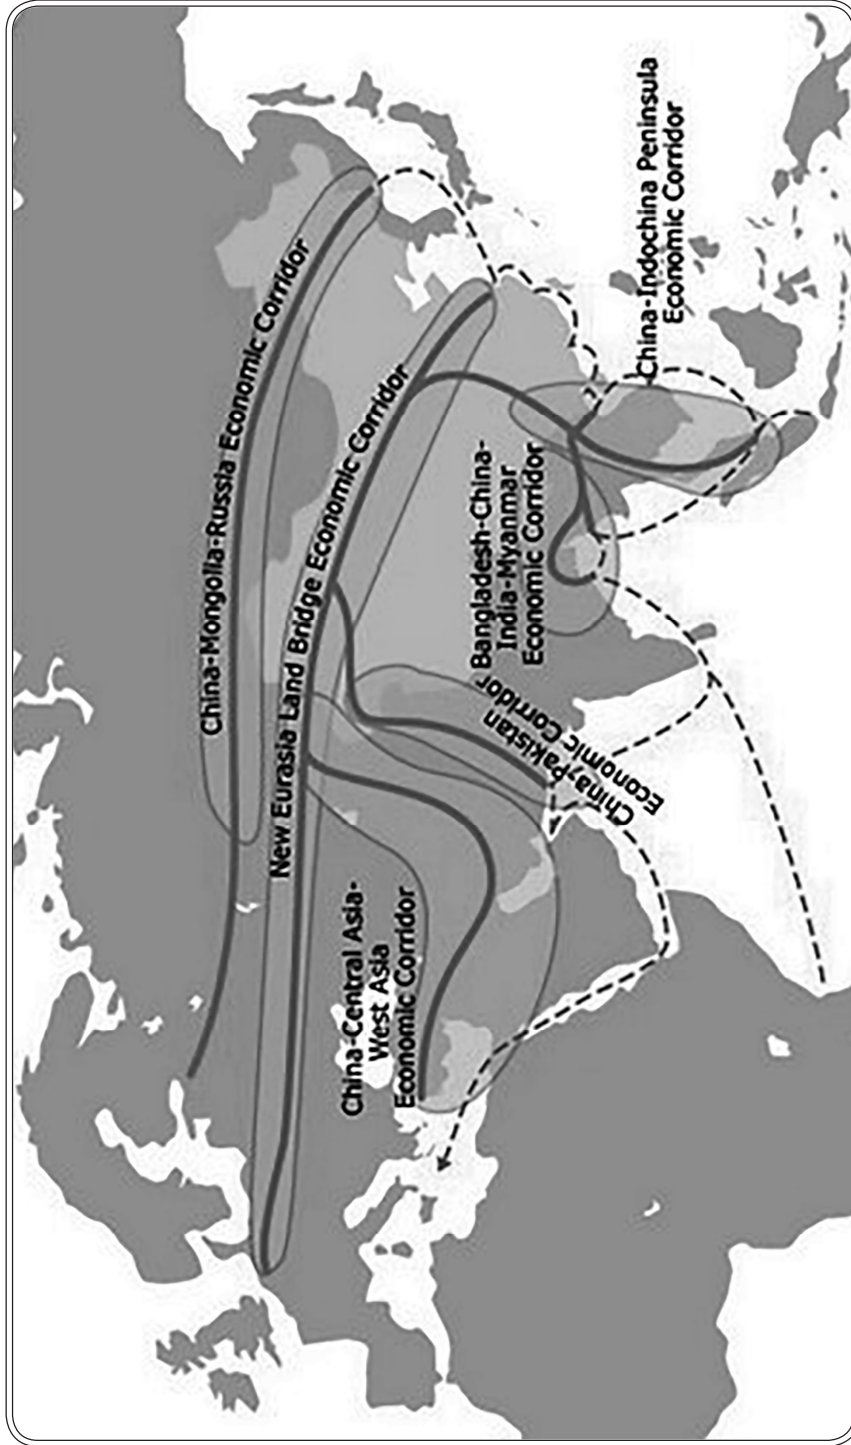 China-Mongolia-Russia Economic Corridor
New Eurasia Land Bridge Economic Corridor
China-Central Asia-
West Asia
Economic Corridor
China-Pakistan
Economic Corridor
Bangladesh-China-
India-Myanmar
Economic Corridor
China-Indochina Peninsula
Economic Corridor